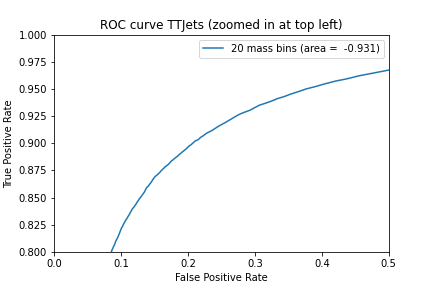 ROC curve TTJets (zoomed in at top left)
20 mass bins (area =  -0.931)
1.000
0.975
0.950
0.925
0.900
0.875
0.850
0.825
0.800
True Positive Rate
0.0 0.1 0.2 0.3 0.4 0.5
False Positive Rate